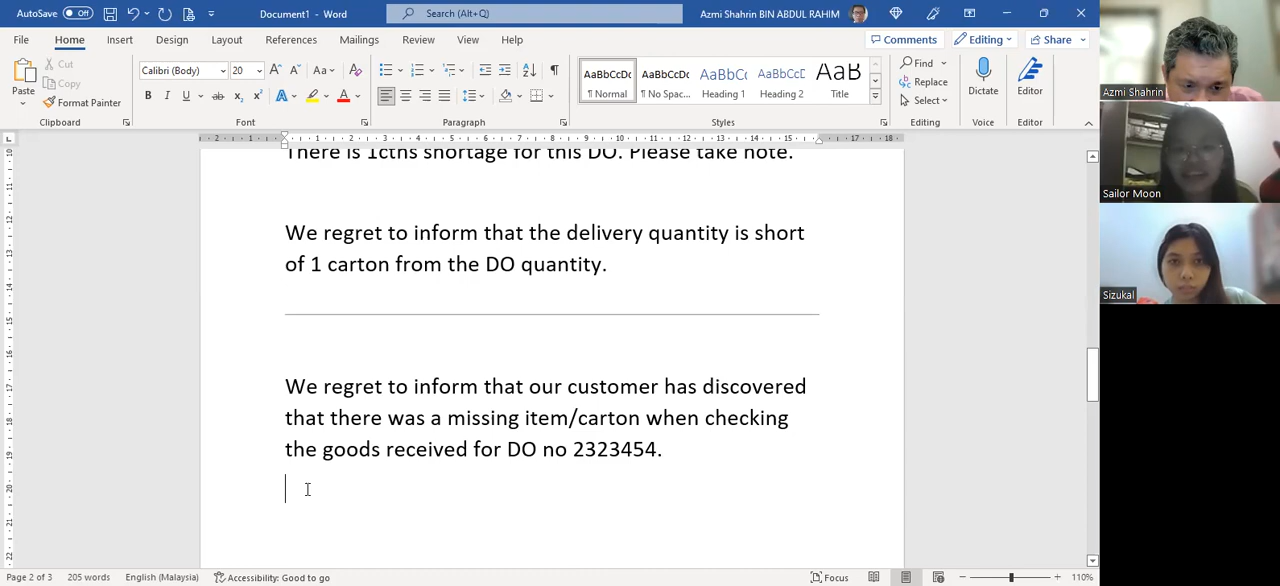 AutoSave Off Document1 - Word Search (Alt+Q) Azmi Shahrin BIN ABDUL RAHIM
File Home Insert Design Layout References Mailings Review View Help Comments Editing Share
Paste Cut Copy Format Painter
Calibri (Body) 20
AaBbCcDc AaBbCcDc AaBbCc AaBbCcD AaB
¶ Normal ¶ No Spac... Heading 1 Heading 2 Title
Find Replace Select Dictate Editor
Clipboard Font Paragraph Styles Editing Voice Editor
There is 1ctns shortage for this DO. Please take note.
We regret to inform that the delivery quantity is short
of 1 carton from the DO quantity.
We regret to inform that our customer has discovered
that there was a missing item/carton when checking
the goods received for DO no 2323454.
Page 2 of 3 205 words English (Malaysia) Accessibility: Good to go Focus 110%
Azmi Shahrin
Sailor Moon
Sizukal